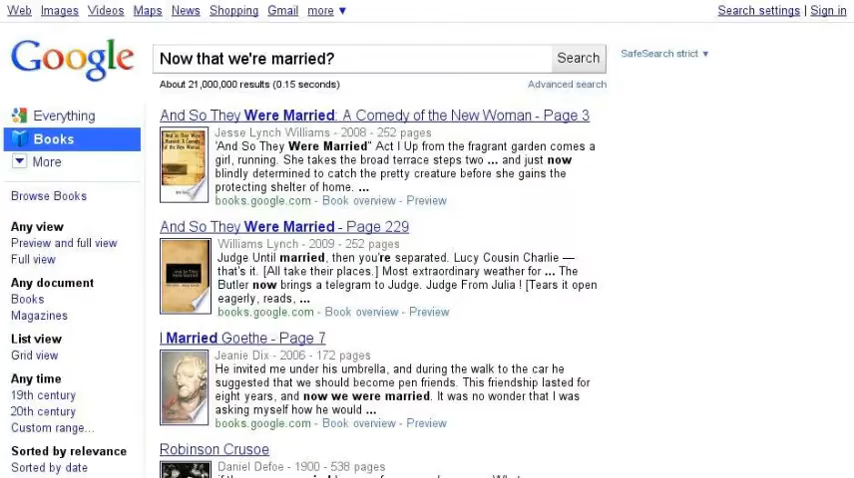 Web Images Videos Maps News Shopping Gmail more ▼ Search settings | Sign in
Google
Now that we're married? Search SafeSearch strict ▼
About 21,000,000 results (0.15 seconds) Advanced search
Everything
Books
More
Browse Books
Any view
Preview and full view
Full view
Any document
Books
Magazines
List view
Grid view
Any time
19th century
20th century
Custom range...
Sorted by relevance
Sorted by date
And So They Were Married: A Comedy of the New Woman - Page 3
Jesse Lynch Williams - 2008 - 252 pages
'And So They Were Married" Act I Up from the fragrant garden comes a
girl, running. She takes the broad terrace steps two ... and just now
blindly determined to catch the pretty creature before she gains the
protecting shelter of home. ...
books.google.com - Book overview - Preview
And So They Were Married - Page 229
Williams Lynch - 2009 - 252 pages
Judge Until married, then you're separated. Lucy Cousin Charlie —
that's it. [All take their places.] Most extraordinary weather for ... The
Butler now brings a telegram to Judge. Judge From Julia ! [Tears it open
eagerly, reads, ...
books.google.com - Book overview - Preview
I Married Goethe - Page 7
Jeanie Dix - 2006 - 172 pages
He invited me under his umbrella, and during the walk to the car he
suggested that we should become pen friends. This friendship lasted for
eight years, and now we were married. It was no wonder that I was
asking myself how he would ...
books.google.com - Book overview - Preview
Robinson Crusoe
Daniel Defoe - 1900 - 538 pages